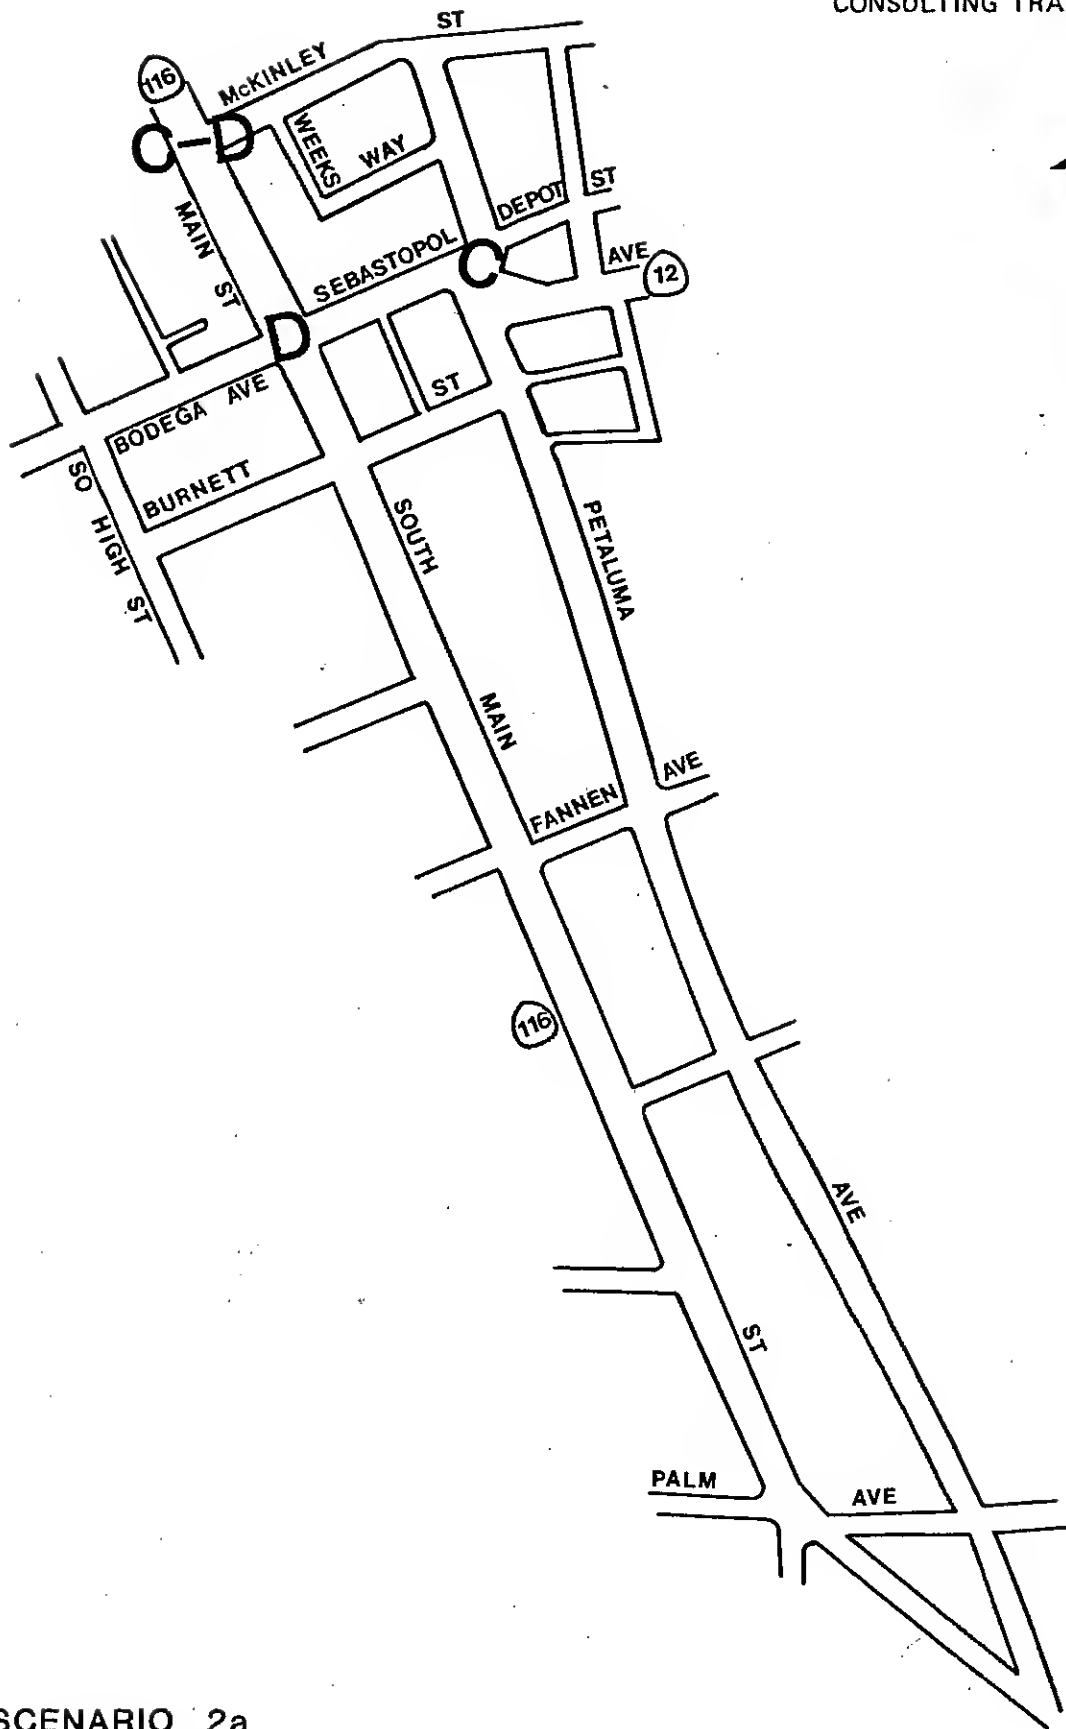 CONSULTING TRA
ST
McKINLEY
116
C-D
WEEKS
WAY
MAIN
ST
DEPOT
ST
SEBASTOPOL
C
AVE
12
D
BODEGA AVE
ST
BURNETT
SO HIGH ST
SOUTH
PETALUMA
MAIN
AVE
FANNEN
116
AVE
ST
PALM
AVE
SCENARIO 2a